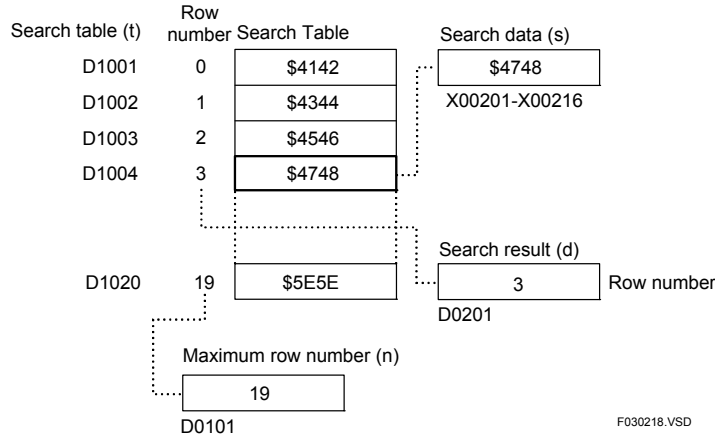 Search table (t) Row number Search Table Search data (s)
D1001 0 $4142 $4748
D1002 1 $4344 X00201-X00216
D1003 2 $4546
D1004 3 $4748
Search result (d)
D1020 19 $5E5E 3 Row number
D0201
Maximum row number (n)
19
D0101
F030218.VSD